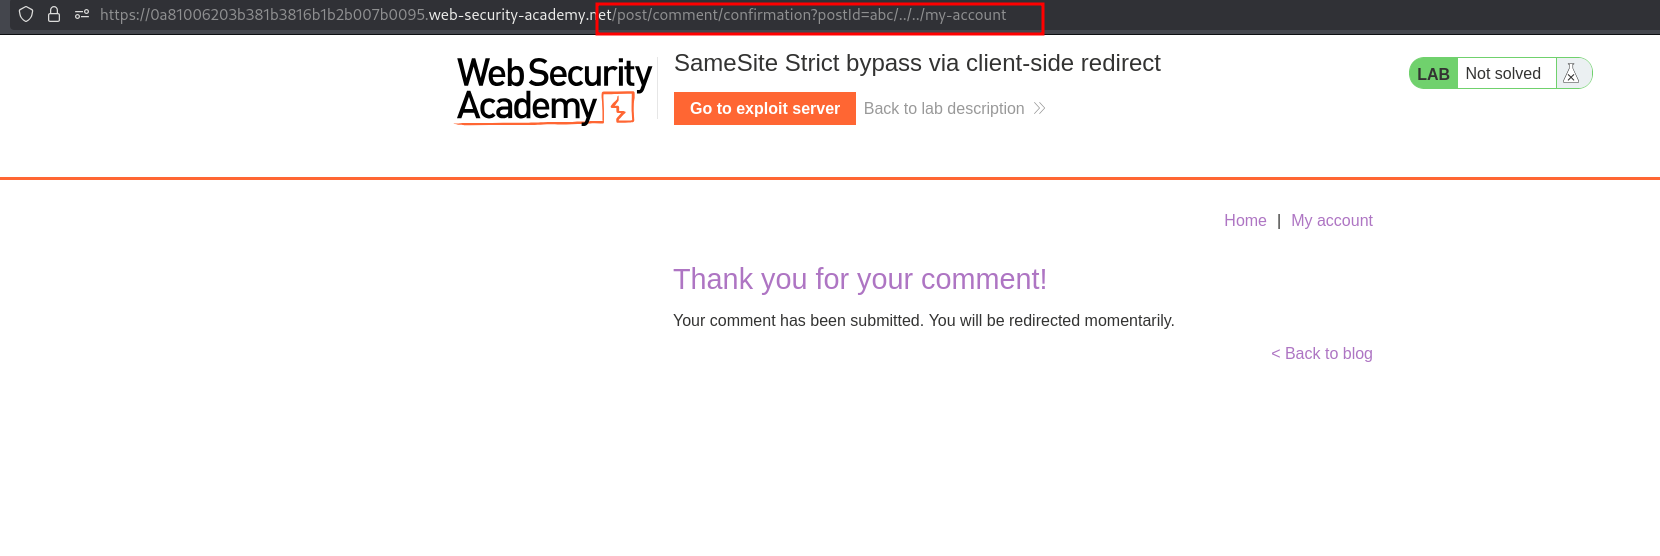 https://0a81006203b381b3816b1b2b007b0095.web-security-academy.net/post/comment/confirmation?postId=abc/../../my-account
SameSite Strict bypass via client-side redirect
WebSecurity
Academy
LAB Not solved
Go to exploit server Back to lab description
Home | My account
Thank you for your comment!
Your comment has been submitted. You will be redirected momentarily.
< Back to blog